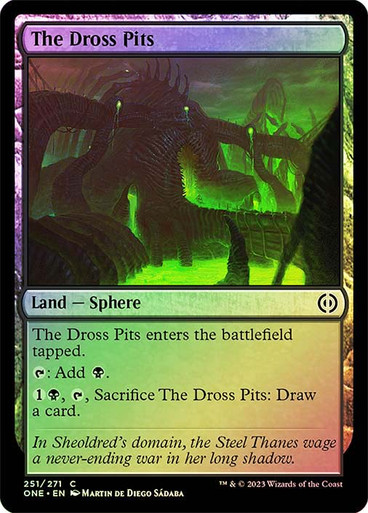 The Dross Pits
Land — Sphere
The Dross Pits enters the battlefield
tapped.
: Add .
1, , Sacrifice The Dross Pits: Draw
a card.
In Sheoldred's domain, the Steel Thanes wage
a never-ending war in her long shadow.
251/271 C
ONE • EN Martin de Diego Sádaba
™ & © 2023 Wizards of the Coast